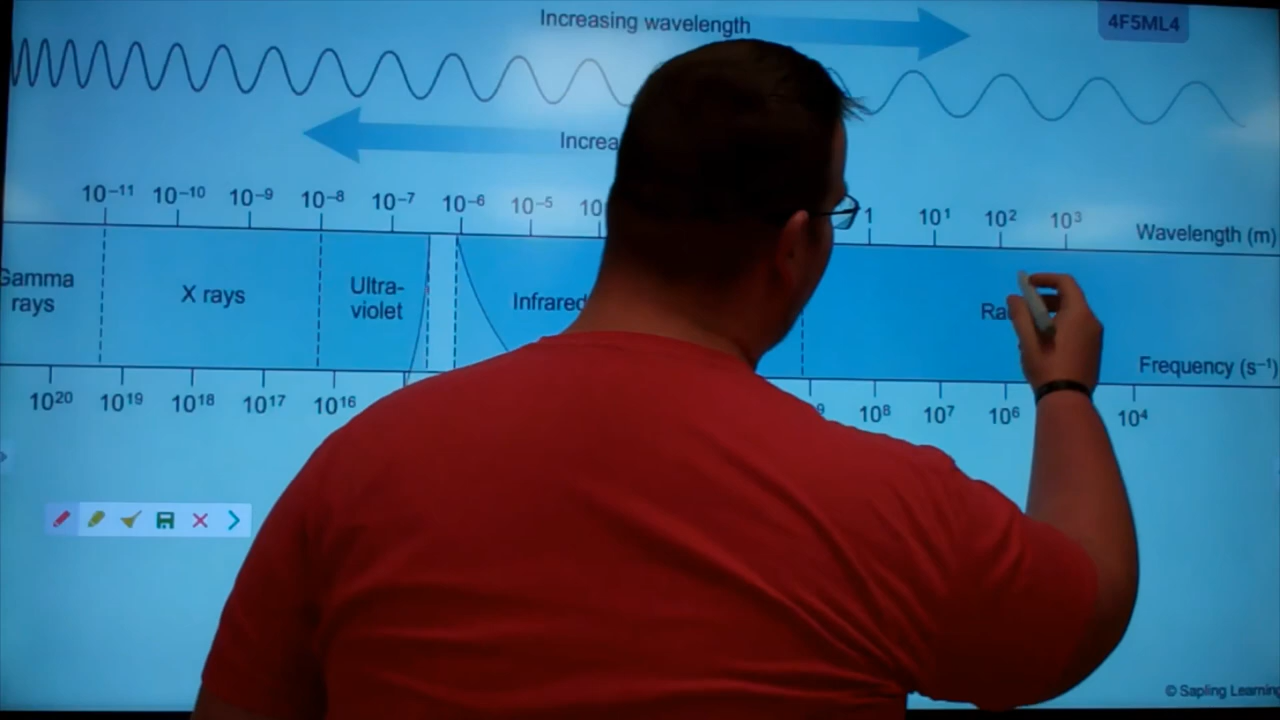 Increasing wavelength
4F5ML4
Increa
10⁻¹¹ 10⁻¹⁰ 10⁻⁹ 10⁻⁸ 10⁻⁷ 10⁻⁶ 10⁻⁵ 10 1 10¹ 10² 10³
Wavelength (m)
Gamma
rays
X rays
Ultra-
violet
Infrared
Ra
Frequency (s⁻¹)
10²⁰ 10¹⁹ 10¹⁸ 10¹⁷ 10¹⁶ 9 10⁸ 10⁷ 10⁶ 10⁴
© Sapling Learning